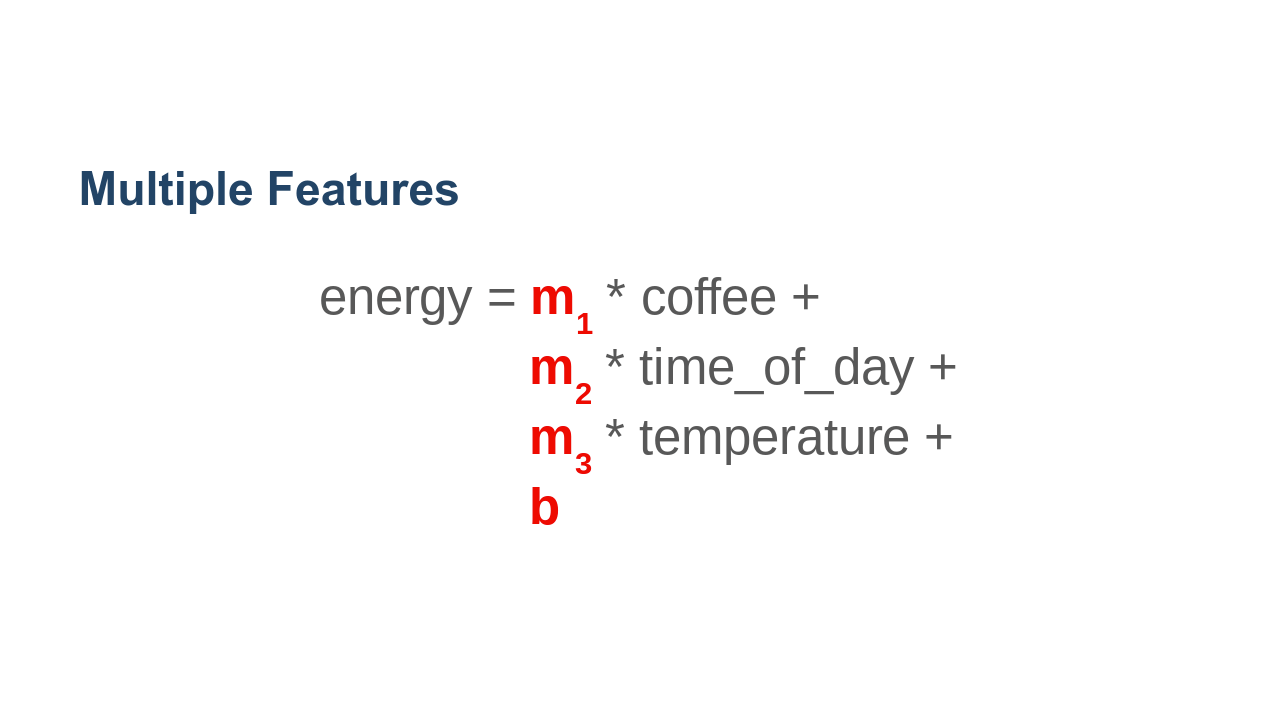 Multiple Features
energy = m₁ * coffee +
m₂ * time_of_day +
m₃ * temperature +
b